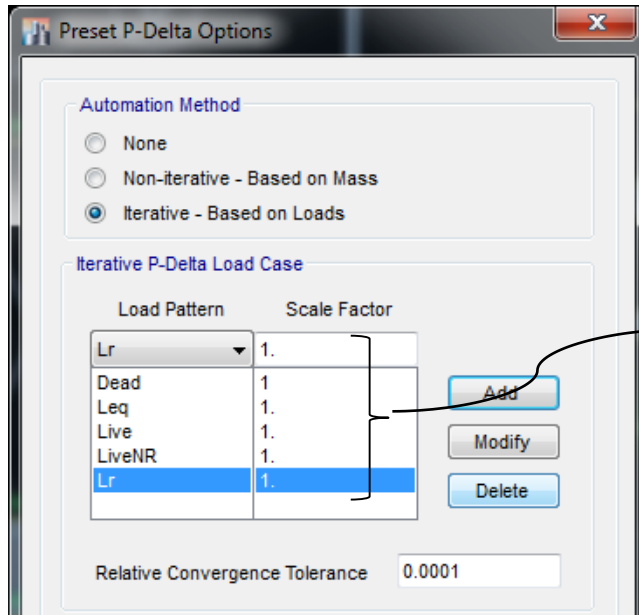 Preset P-Delta Options
Automation Method
None
Non-iterative - Based on Mass
Iterative - Based on Loads
Iterative P-Delta Load Case
Load Pattern Scale Factor
Lr 1.
Dead 1
Leq 1.
Live 1.
LiveNR 1.
Lr 1.
Add
Modify
Delete
Relative Convergence Tolerance 0.0001